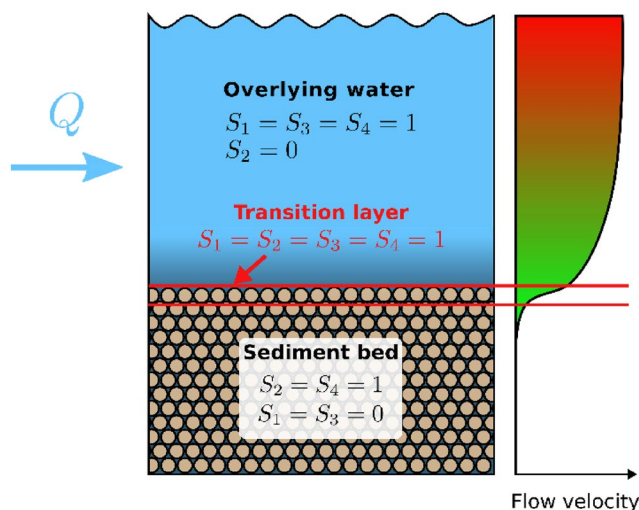 Q
Overlying water
S₁ = S₃ = S₄ = 1
S₂ = 0
Transition layer
S₁ = S₂ = S₃ = S₄ = 1
Sediment bed
S₂ = S₄ = 1
S₁ = S₃ = 0
Flow velocity